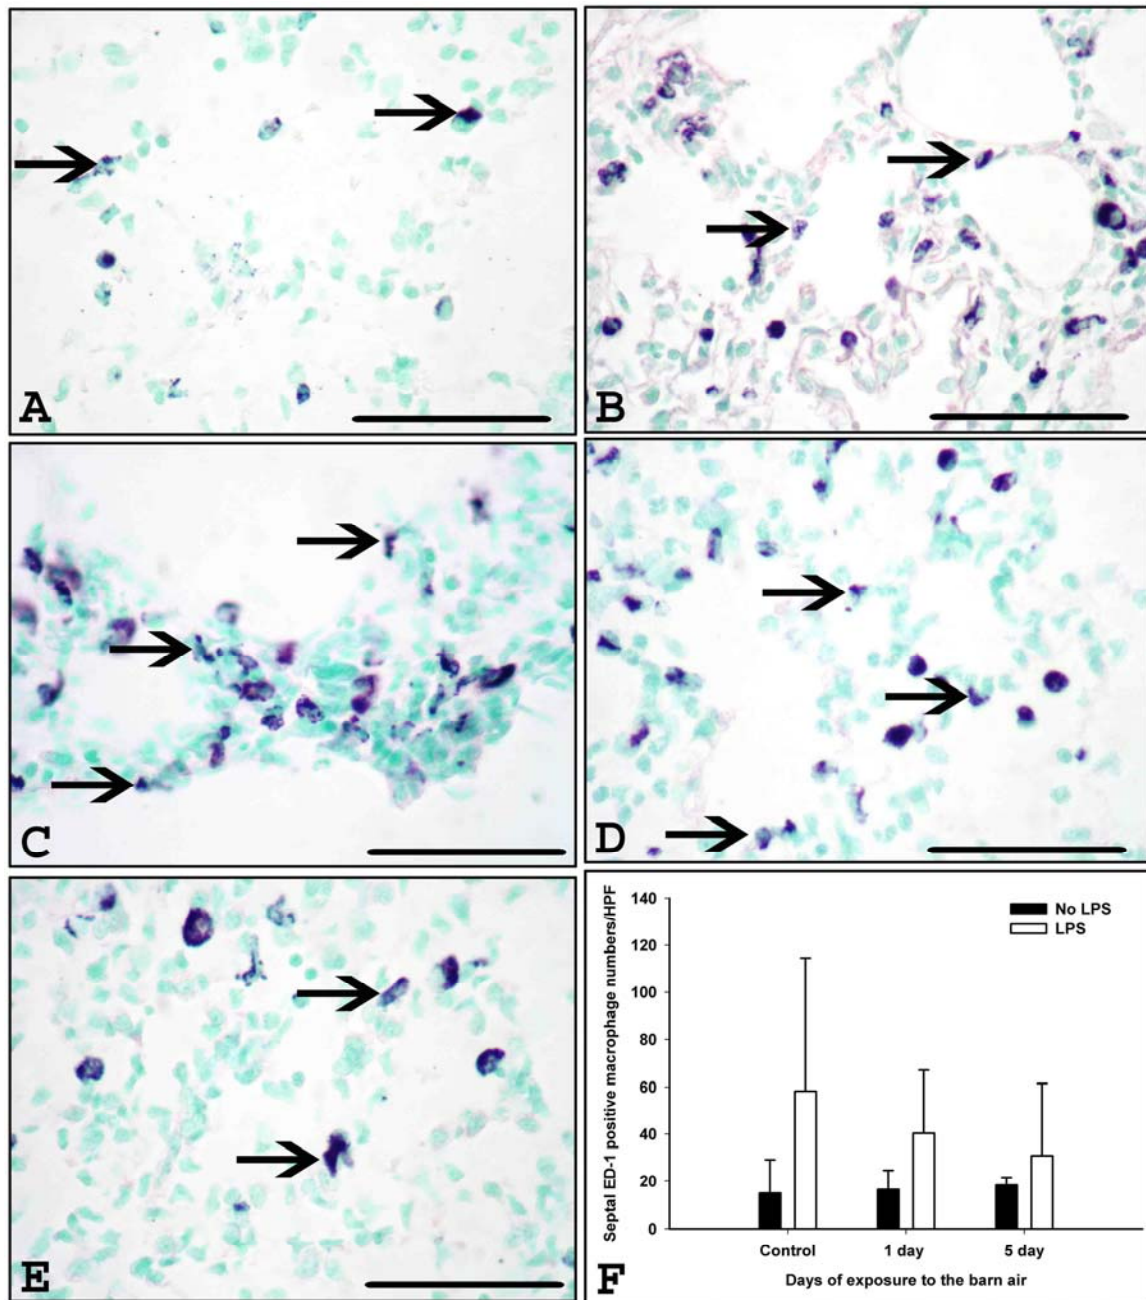 A
B
C
D
E
F
Septal ED-1 positive macrophage numbers/HPF
140
120
100
80
60
40
20
0
No LPS
LPS
Control
1 day
5 day
Days of exposure to the barn air